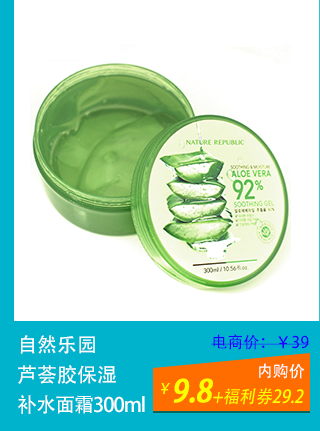 NATURE REPUBLIC
SOOTHING & MOISTURE
ALOE VERA
92%
SOOTHING GEL
300ml / 10.56 fl.oz
自然乐园
芦荟胶保湿
补水面霜300ml
电商价：￥39
内购价
￥9.8+福利券29.2